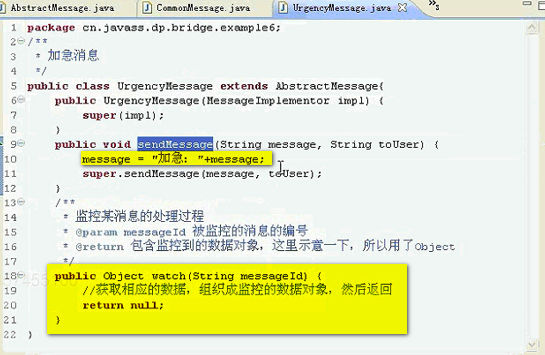 AbstractMessage.java CommonMessage.java UrgencyMessage.java
1 package cn.javass.dp.bridge.example6;
2 /**
3 * 加急消息
4 */
5 public class UrgencyMessage extends AbstractMessage{
6 public UrgencyMessage(MessageImplementor impl) {
7 super(impl);
8 }
9 public void sendMessage(String message, String toUser) {
10 message = "加急: "+message;
11 super.sendMessage(message, toUser);
12 }
13 /**
14 * 监控某消息的处理过程
15 * @param messageId 被监控的消息的编号
16 * @return 包含监控到的数据对象，这里示意一下，所以用了Object
17 */
18 public Object watch(String messageId) {
19 //获取相应的数据，组织成监控的数据对象，然后返回
20 return null;
21 }
22 }